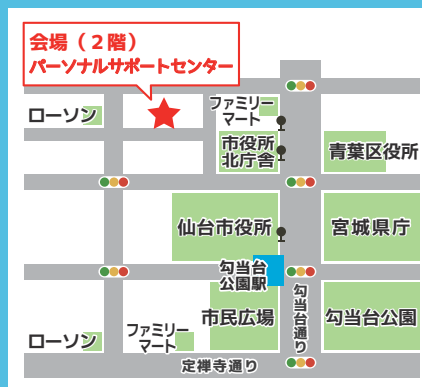 会場（２階）
パーソナルサポートセンター
ローソン
ファミリー
マート
市役所
北庁舎
青葉区役所
仙台市役所
宮城県庁
勾当台
公園駅
勾当台通り
市民広場
勾当台公園
ローソン
ファミリー
マート
定禅寺通り